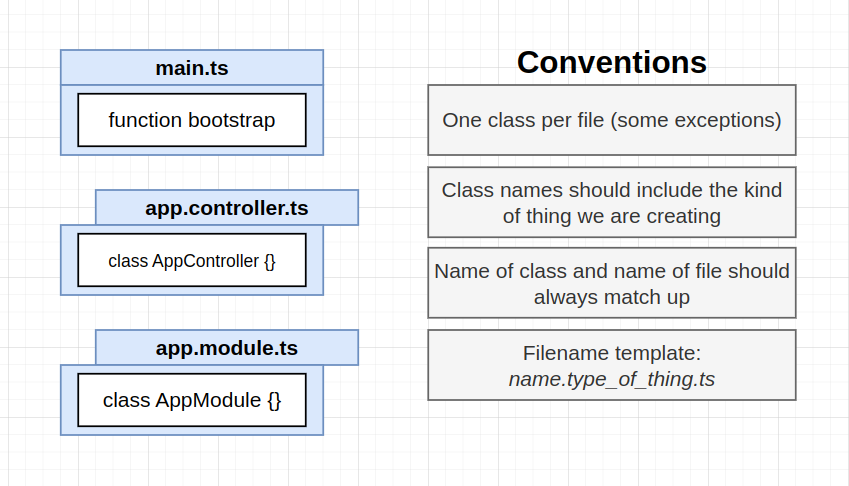 main.ts
function bootstrap
app.controller.ts
class AppController {}
app.module.ts
class AppModule {}
Conventions
One class per file (some exceptions)
Class names should include the kind
of thing we are creating
Name of class and name of file should
always match up
Filename template:
name.type_of_thing.ts